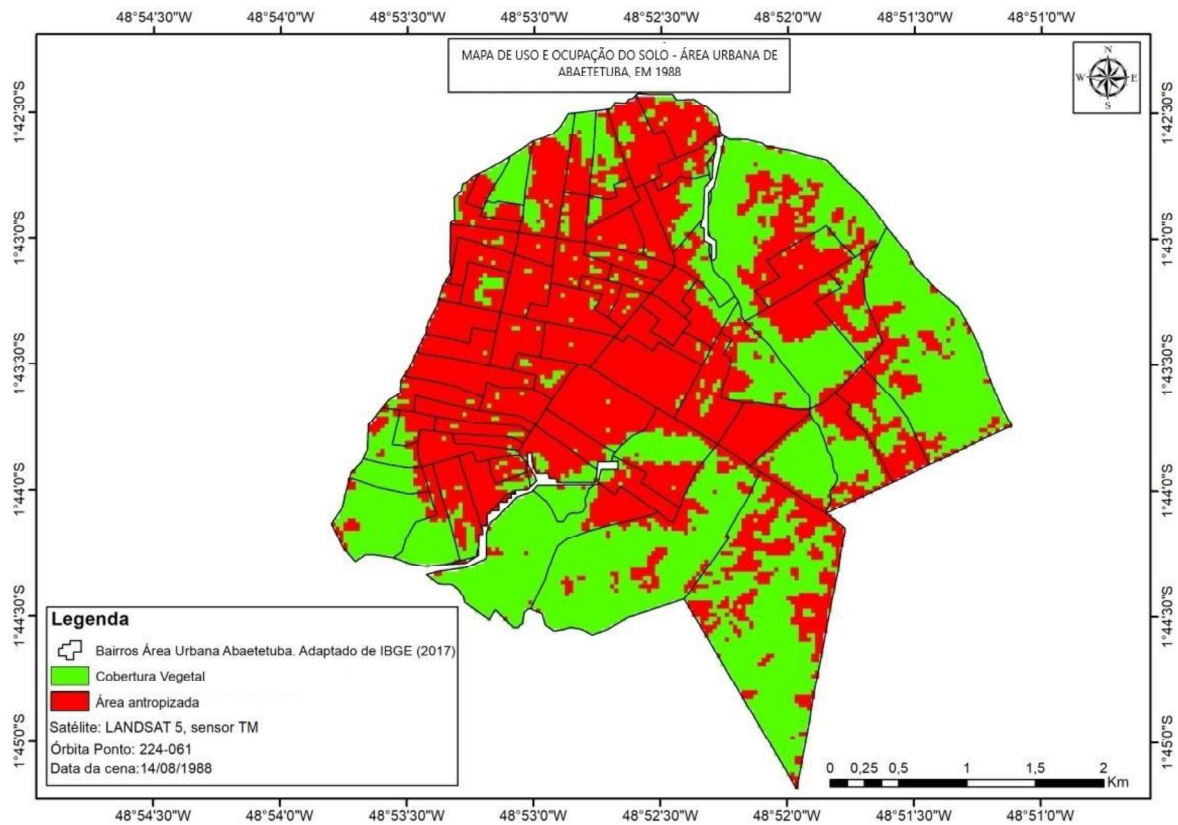 48°54'30"W 48°54'0"W 48°53'30"W 48°53'0"W 48°52'30"W 48°52'0"W 48°51'30"W 48°51'0"W
MAPA DE USO E OCUPAÇÃO DO SOLO - ÁREA URBANA DE
ABAETETUBA, EM 1988
N
W E
S
1°42'30"S 1°42'30"S
1°43'0"S 1°43'0"S
1°43'30"S 1°43'30"S
1°44'0"S 1°44'0"S
1°44'30"S 1°44'30"S
1°45'0"S 1°45'0"S
Legenda
Bairros Área Urbana Abaetetuba. Adaptado de IBGE (2017)
Cobertura Vegetal
Área antropizada
Satélite: LANDSAT 5, sensor TM
Órbita Ponto: 224-061
Data da cena:14/08/1988
0 0,25 0,5 1 1,5 2
Km
48°54'30"W 48°54'0"W 48°53'30"W 48°53'0"W 48°52'30"W 48°52'0"W 48°51'30"W 48°51'0"W